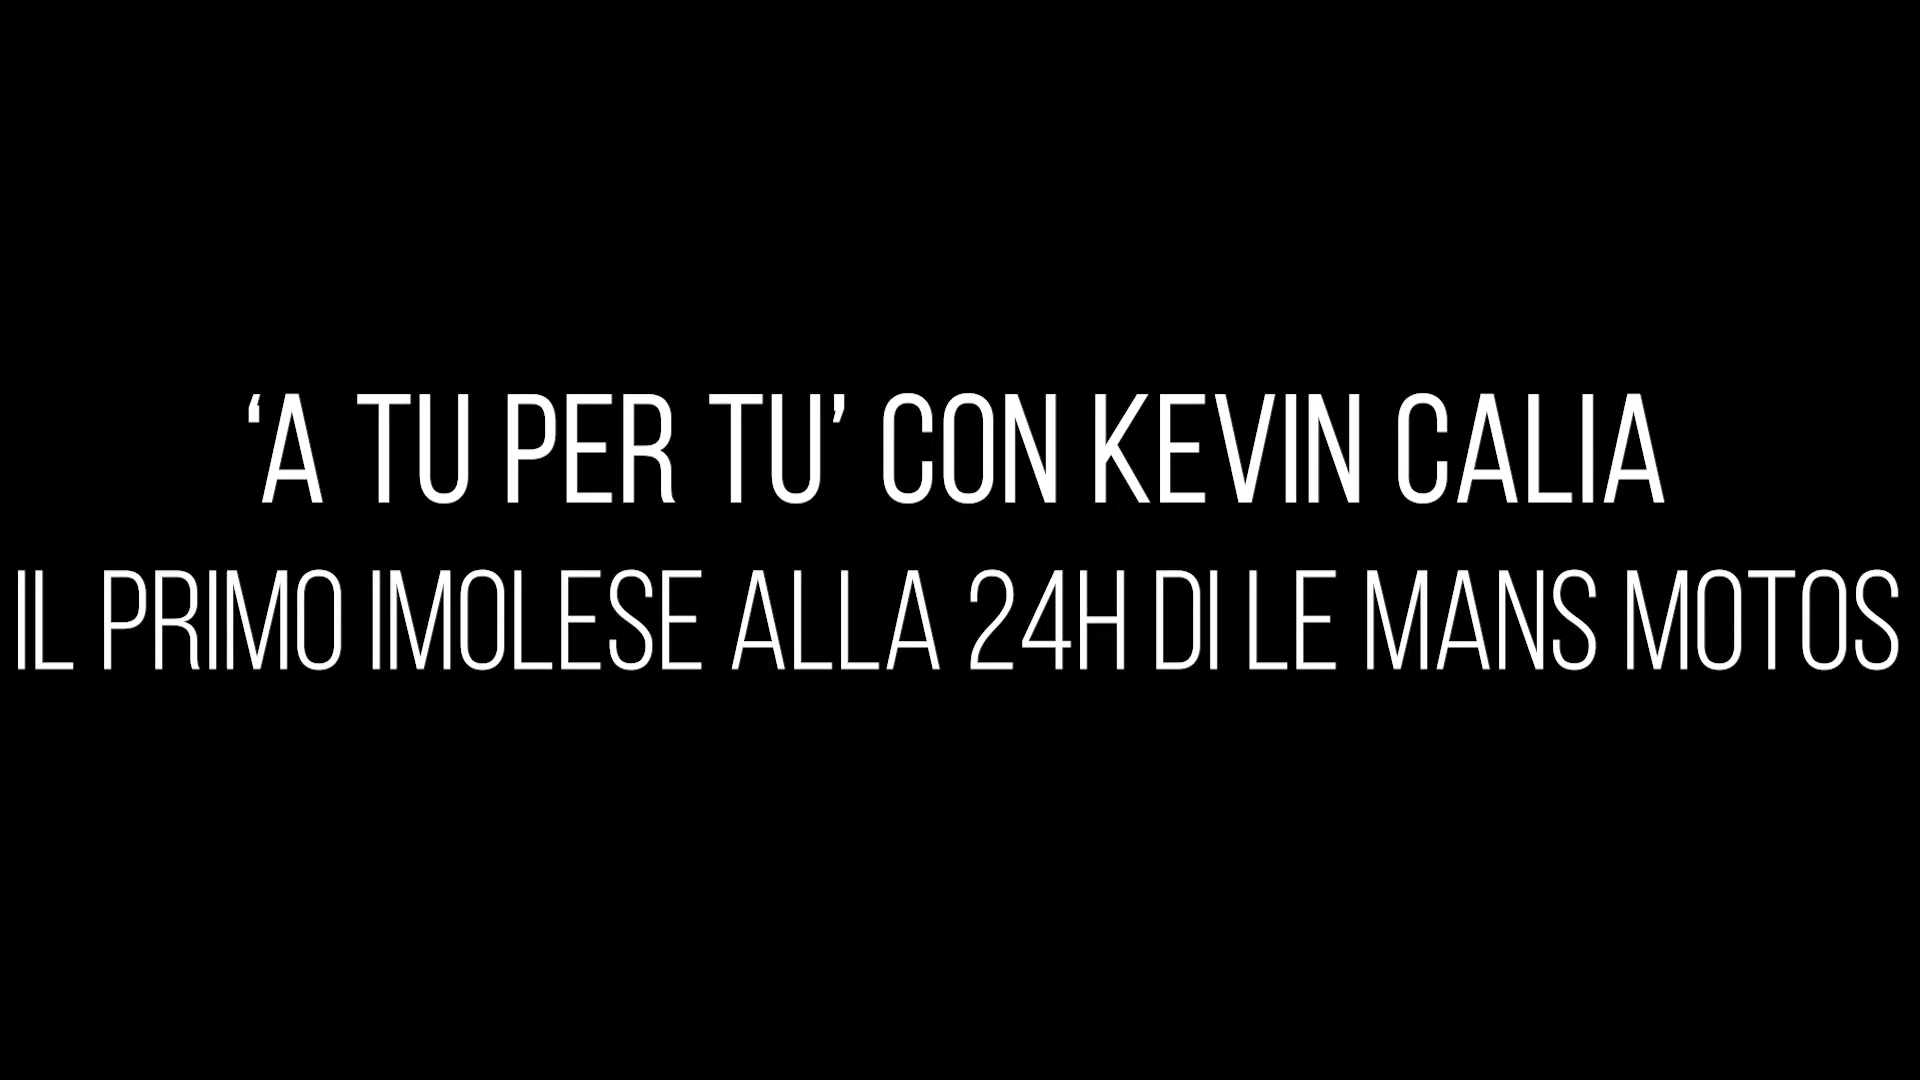 ‘A TU PER TU’ CON KEVIN CALIA
IL PRIMO IMOLESE ALLA 24H DI LE MANS MOTOS